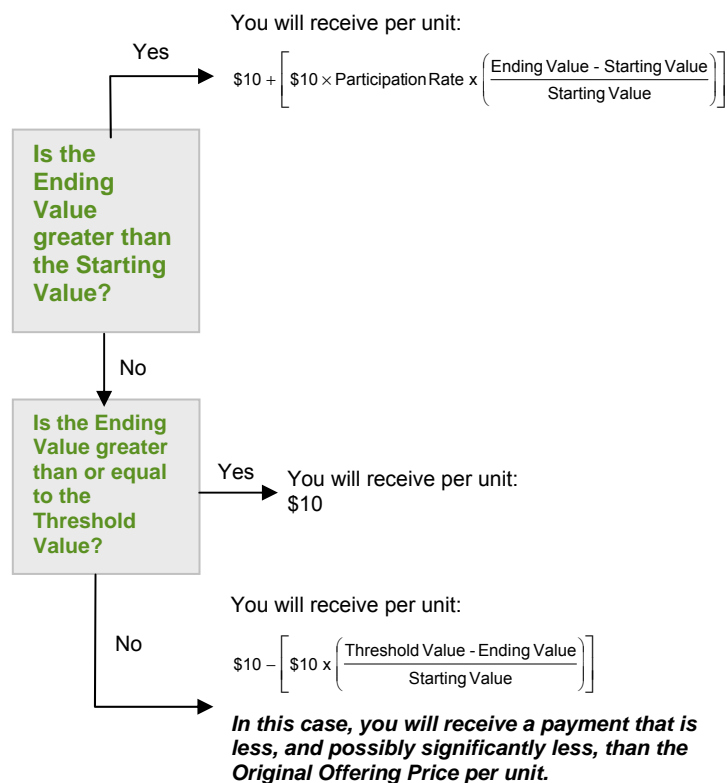 You will receive per unit:
Yes
$10 + [ $10 × Participation Rate x ( Ending Value - Starting Value / Starting Value ) ]
Is the
Ending
Value
greater than
the Starting
Value?
No
Is the Ending
Value greater
than or equal
to the
Threshold
Value?
Yes
You will receive per unit:
$10
No
You will receive per unit:
$10 – [ $10 x ( Threshold Value - Ending Value / Starting Value ) ]
In this case, you will receive a payment that is
less, and possibly significantly less, than the
Original Offering Price per unit.